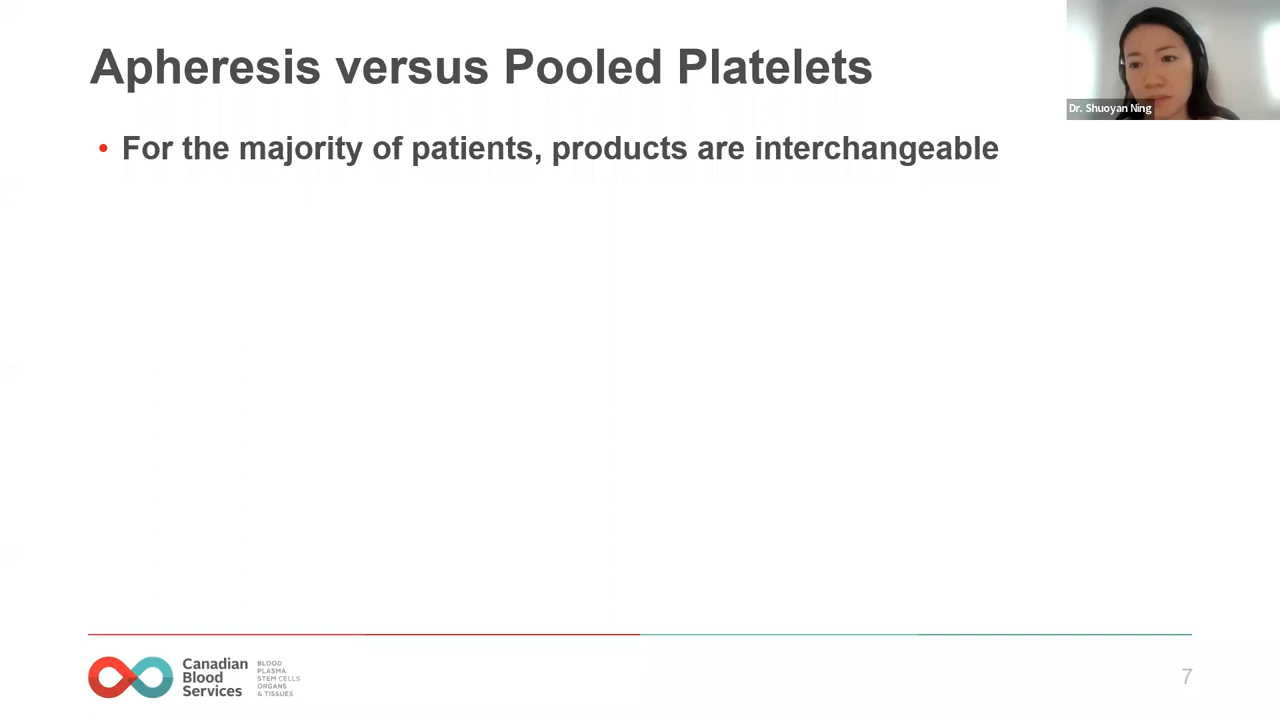 Apheresis versus Pooled Platelets
Dr. Shuoyan Ning
• For the majority of patients, products are interchangeable
Canadian
Blood
Services
BLOOD
PLASMA
STEM CELLS
ORGANS
& TISSUES
7